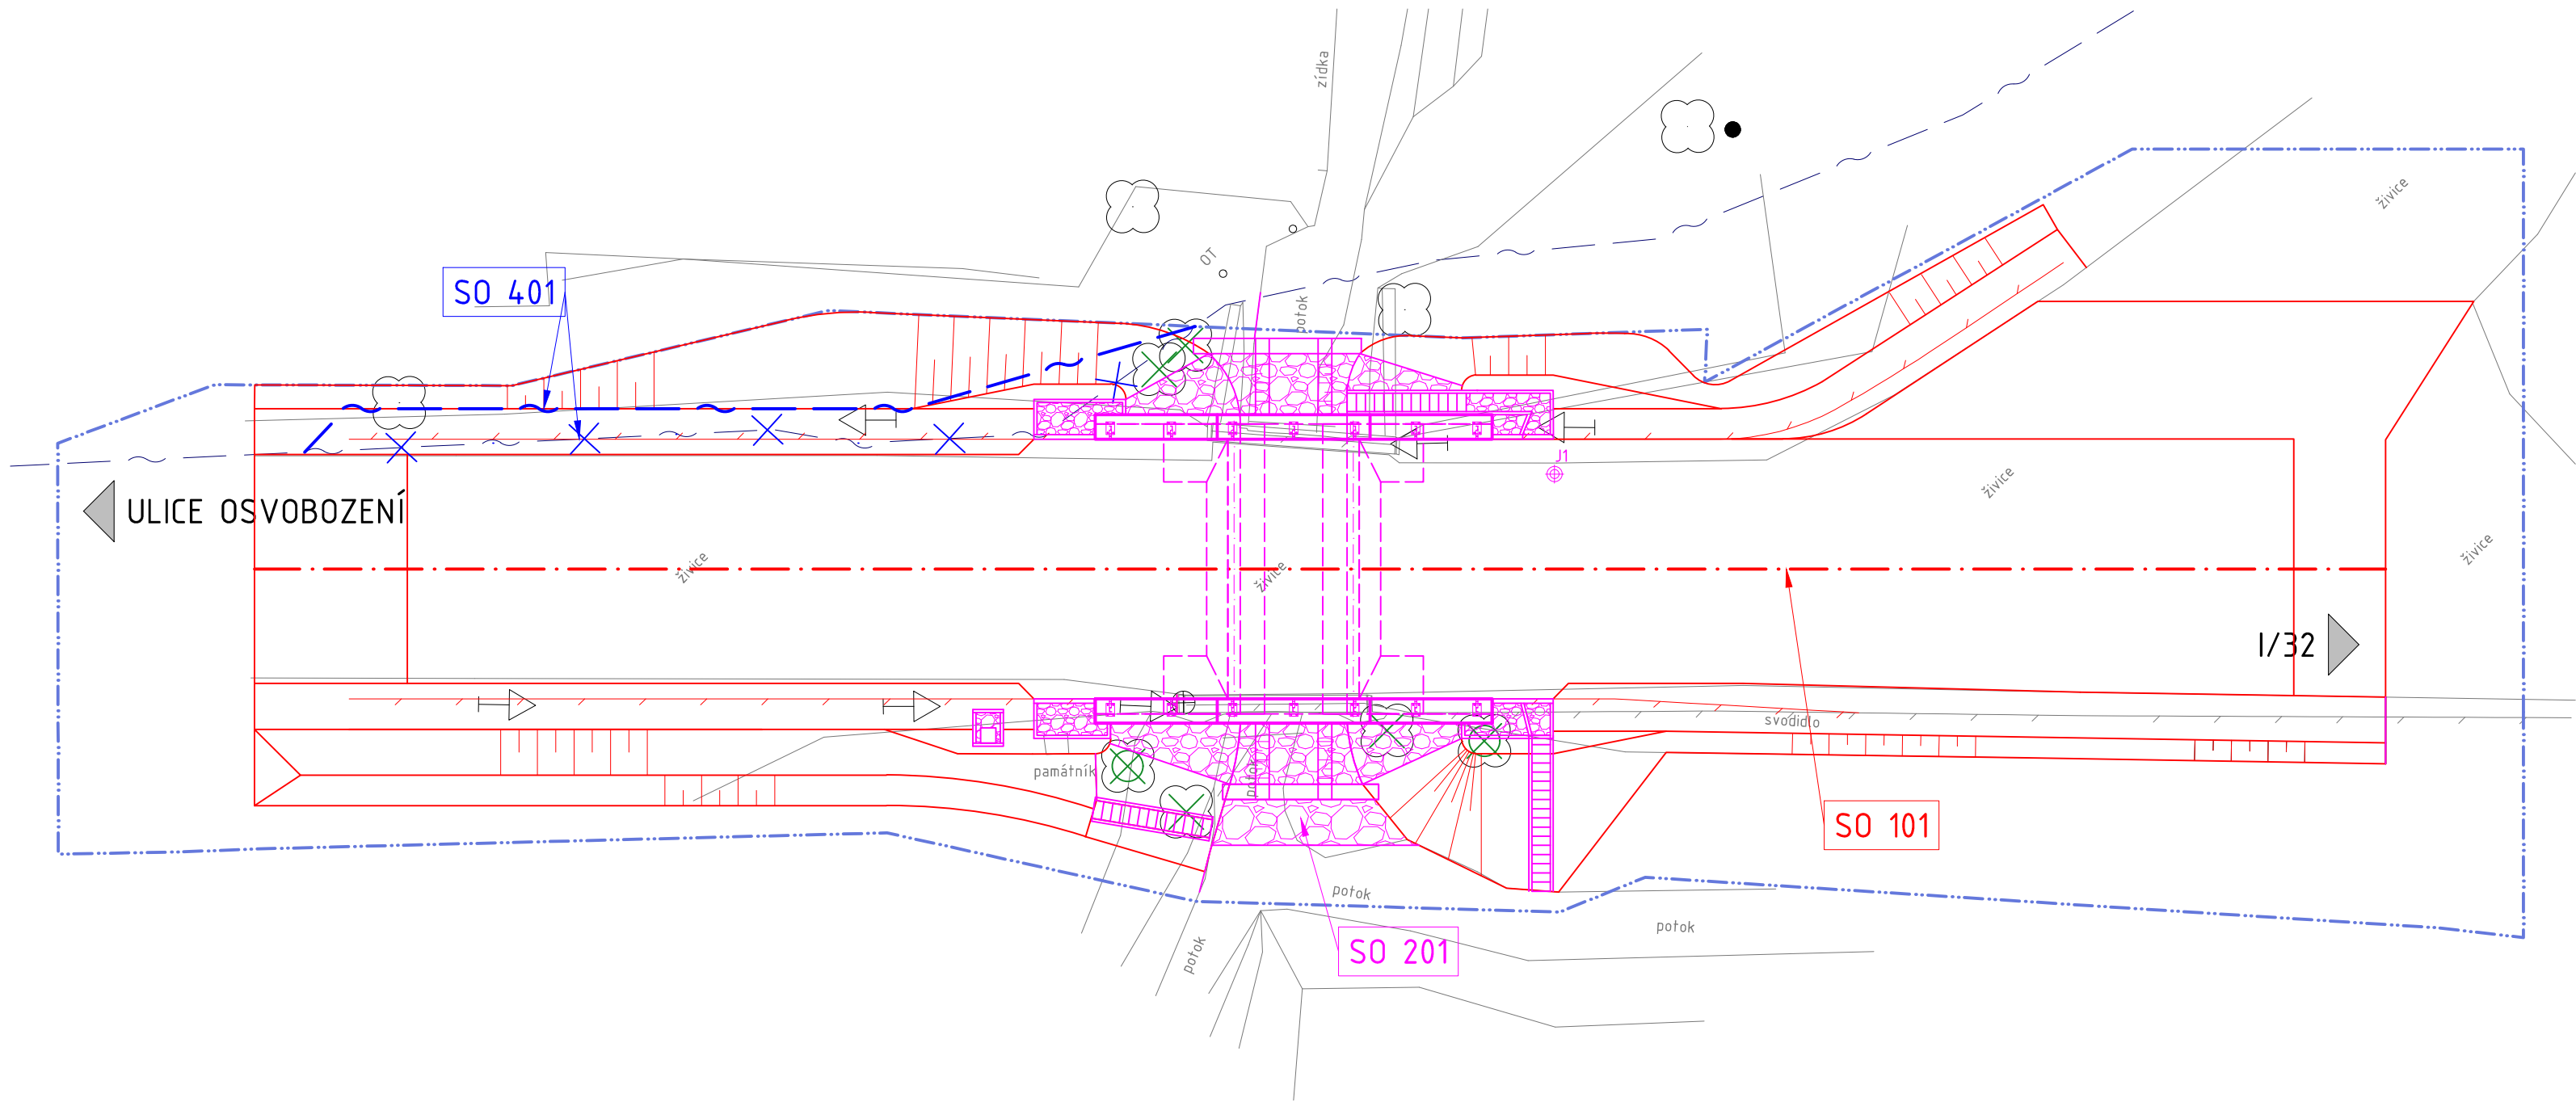 zídka
živice
OT
SO 401
potok
J1
živice
ULICE OSVOBOZENÍ
živice
živice
živice
I/32
svodidlo
památník
potok
SO 101
potok
potok
SO 201
potok